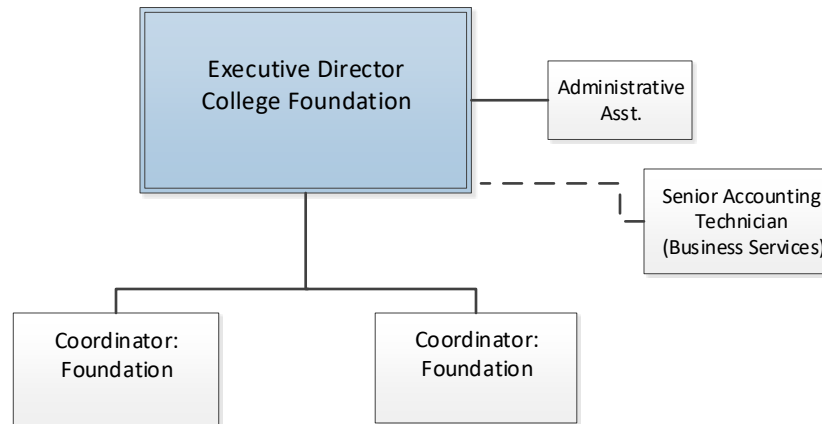 Executive Director
College Foundation
Administrative
Asst.
Senior Accounting
Technician
(Business Services)
Coordinator:
Foundation
Coordinator:
Foundation